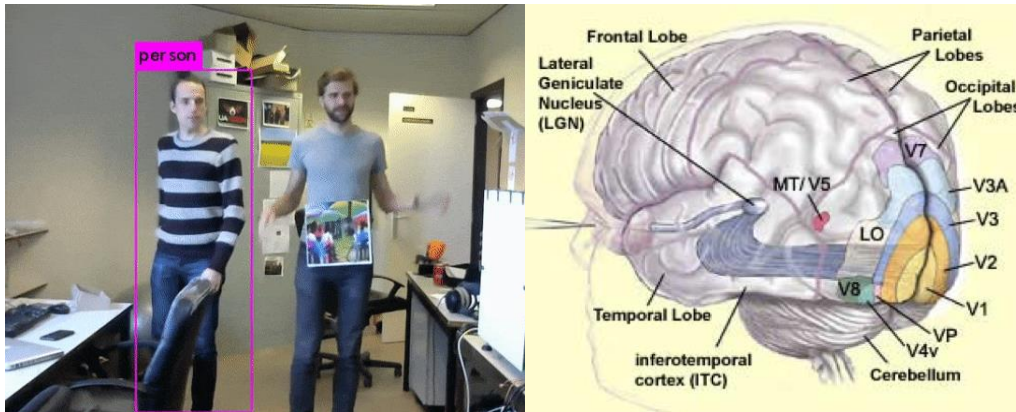 person
UA
Frontal Lobe
Lateral
Geniculate
Nucleus
(LGN)
Parietal
Lobes
Occipital
Lobes
V7
MT/ V5
V3A
V3
LO
V2
V8
V1
Temporal Lobe
VP
V4v
inferotemporal
cortex (ITC)
Cerebellum